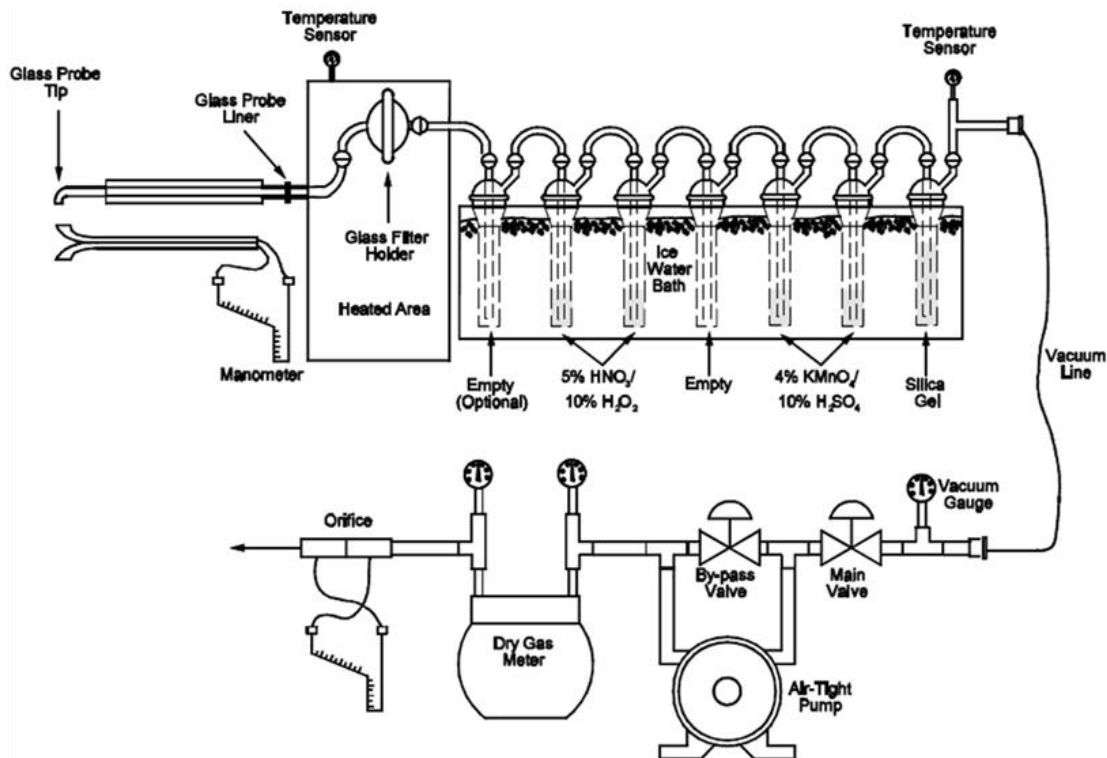 Temperature
Sensor
Temperature
Sensor
Glass Probe
Tip
Glass Probe
Liner
Glass Filter
Holder
Heated Area
Ice
Water
Bath
Manometer
Empty
(Optional)
5% HNO₃/
10% H₂O₂
Empty
4% KMnO₄/
10% H₂SO₄
Silica
Gel
Vacuum
Line
Orifice
Vacuum
Gauge
By-pass
Valve
Main
Valve
Dry Gas
Meter
Air-Tight
Pump